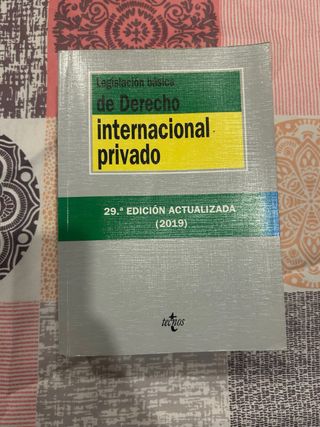 Legislación básica
de Derecho
internacional
privado
29.ª EDICIÓN ACTUALIZADA
(2019)
tecnos